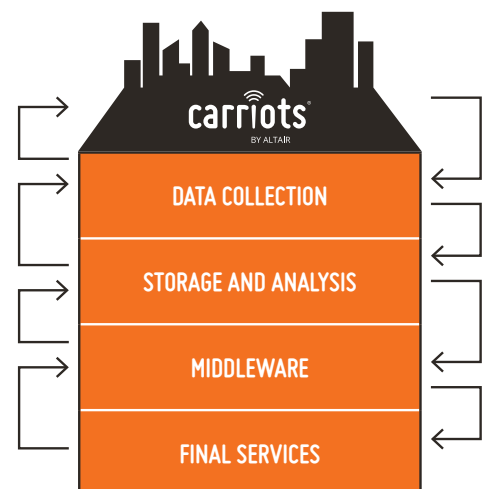 carriots®
BY ALTAIR
DATA COLLECTION
STORAGE AND ANALYSIS
MIDDLEWARE
FINAL SERVICES